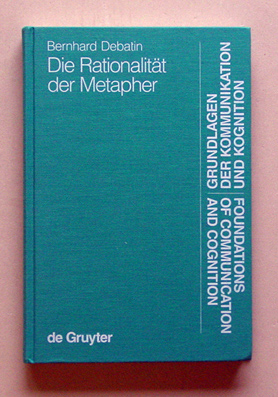 Bernhard Debatin
Die Rationalität
der Metapher
GRUNDLAGEN
DER KOMMUNIKATION
UND KOGNITION
FOUNDATIONS
OF COMMUNICATION
AND COGNITION
de Gruyter